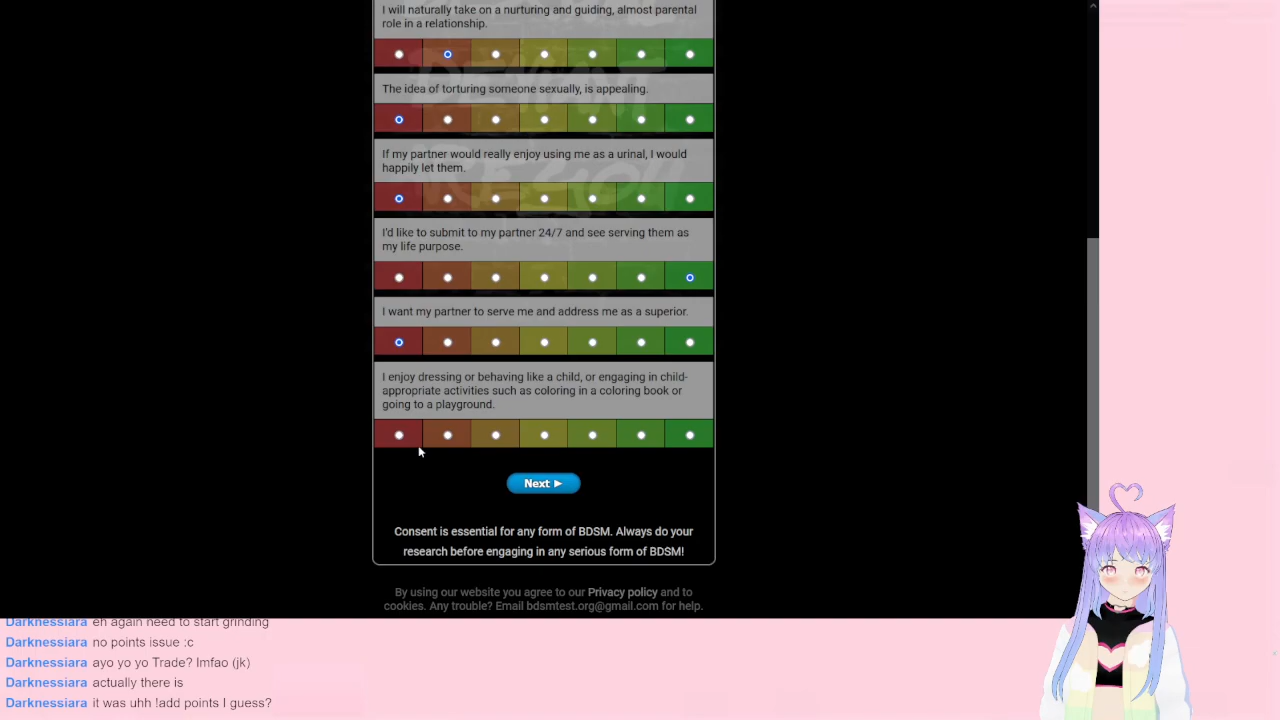 I will naturally take on a nurturing and guiding, almost parental
role in a relationship.
The idea of torturing someone sexually, is appealing.
If my partner would really enjoy using me as a urinal, I would
happily let them.
I'd like to submit to my partner 24/7 and see serving them as
my life purpose.
I want my partner to serve me and address me as a superior.
I enjoy dressing or behaving like a child, or engaging in child-
appropriate activities such as coloring in a coloring book or
going to a playground.
Next ►
Consent is essential for any form of BDSM. Always do your
research before engaging in any serious form of BDSM!
By using our website you agree to our Privacy policy and to
cookies. Any trouble? Email bdsmtest.org@gmail.com for help.
Darknessiara eh again need to start grinding
Darknessiara no points issue :c
Darknessiara ayo yo yo Trade? lmfao (jk)
Darknessiara actually there is
Darknessiara it was uhh !add points I guess?